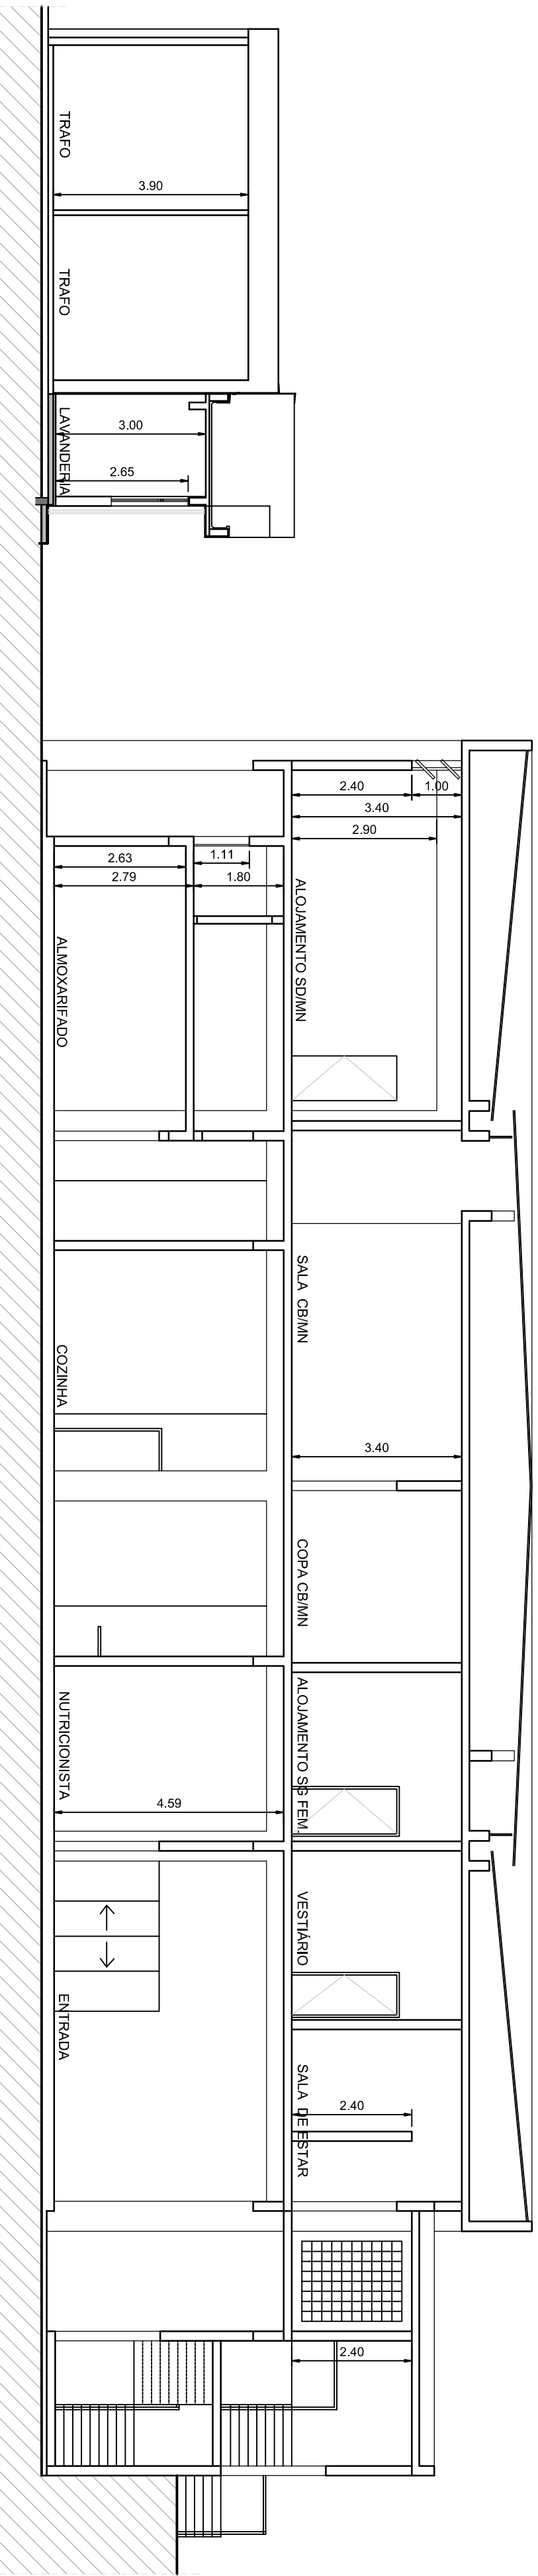 TRAFO
3.90
TRAFO
LAVANDERIA
3.00
2.65
2.40
1.00
3.40
2.90
1.11
2.63
2.79
1.80
ALOJAMENTO SD/MN
ALMOXARIFADO
SALA CB/MN
COZINHA
3.40
COPA CB/MN
ALOJAMENTO SG FEM.
NUTRICIONISTA
4.59
VESTIÁRIO
ENTRADA
SALA DE ESTAR
2.40
2.40